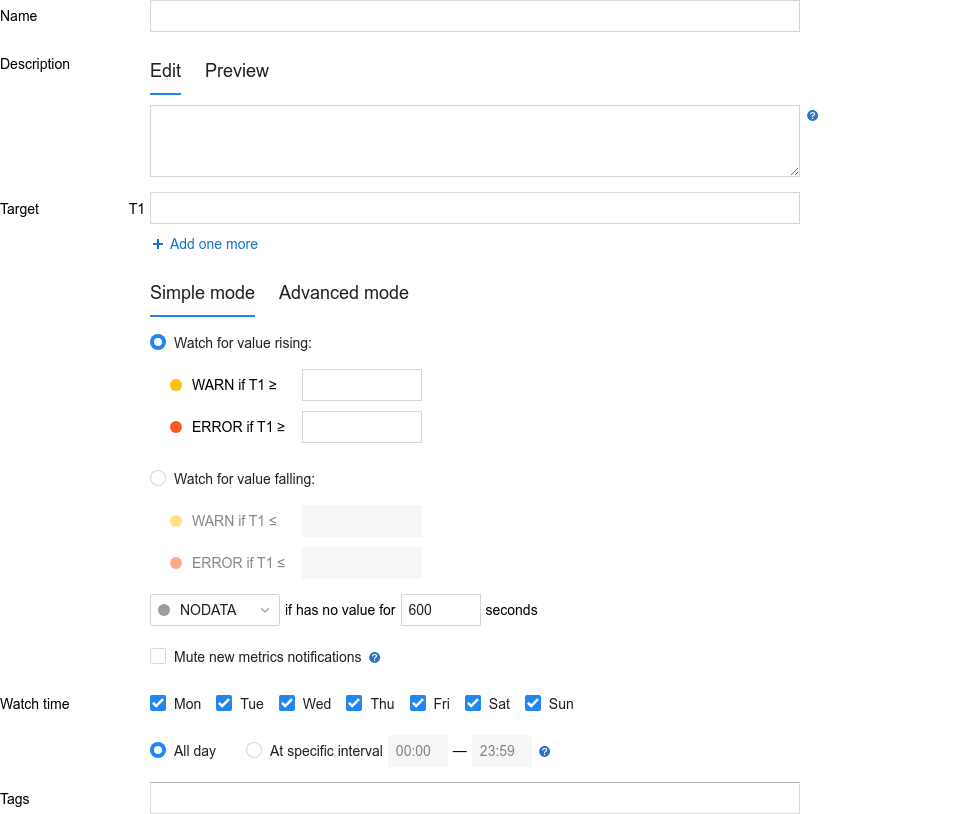 Name
Description
Edit Preview
?
Target T1
+ Add one more
Simple mode Advanced mode
Watch for value rising:
WARN if T1 ≥
ERROR if T1 ≥
Watch for value falling:
WARN if T1 ≤
ERROR if T1 ≤
NODATA if has no value for 600 seconds
Mute new metrics notifications ?
Watch time Mon Tue Wed Thu Fri Sat Sun
All day At specific interval 00:00 — 23:59 ?
Tags